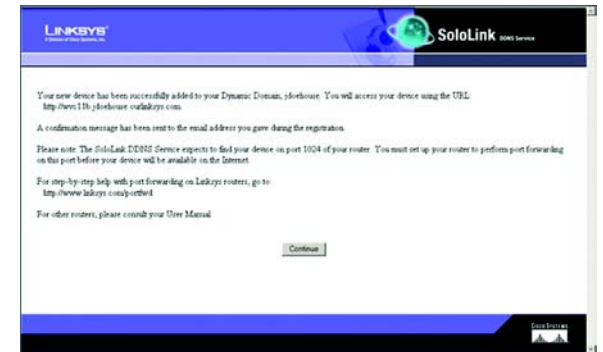 LINKSYS®
A Division of Cisco Systems, Inc.
SoloLink DDNS Service
Your new device has been successfully added to your Dynamic Domain, jdoehouse. You will access your device using the URL:
http://wvc11b.jdoehouse.ourlinksys.com
A confirmation message has been sent to the email address you gave during the registration.
Please note: The SoloLink DDNS Service expects to find your device on port 1024 of your router. You must set up your router to perform port forwarding
on this port before your device will be available on the Internet.
For step-by-step help with port forwarding on Linksys routers, go to:
http://www.linksys.com/portfwd
For other routers, please consult your User Manual
Continue
CISCO SYSTEMS